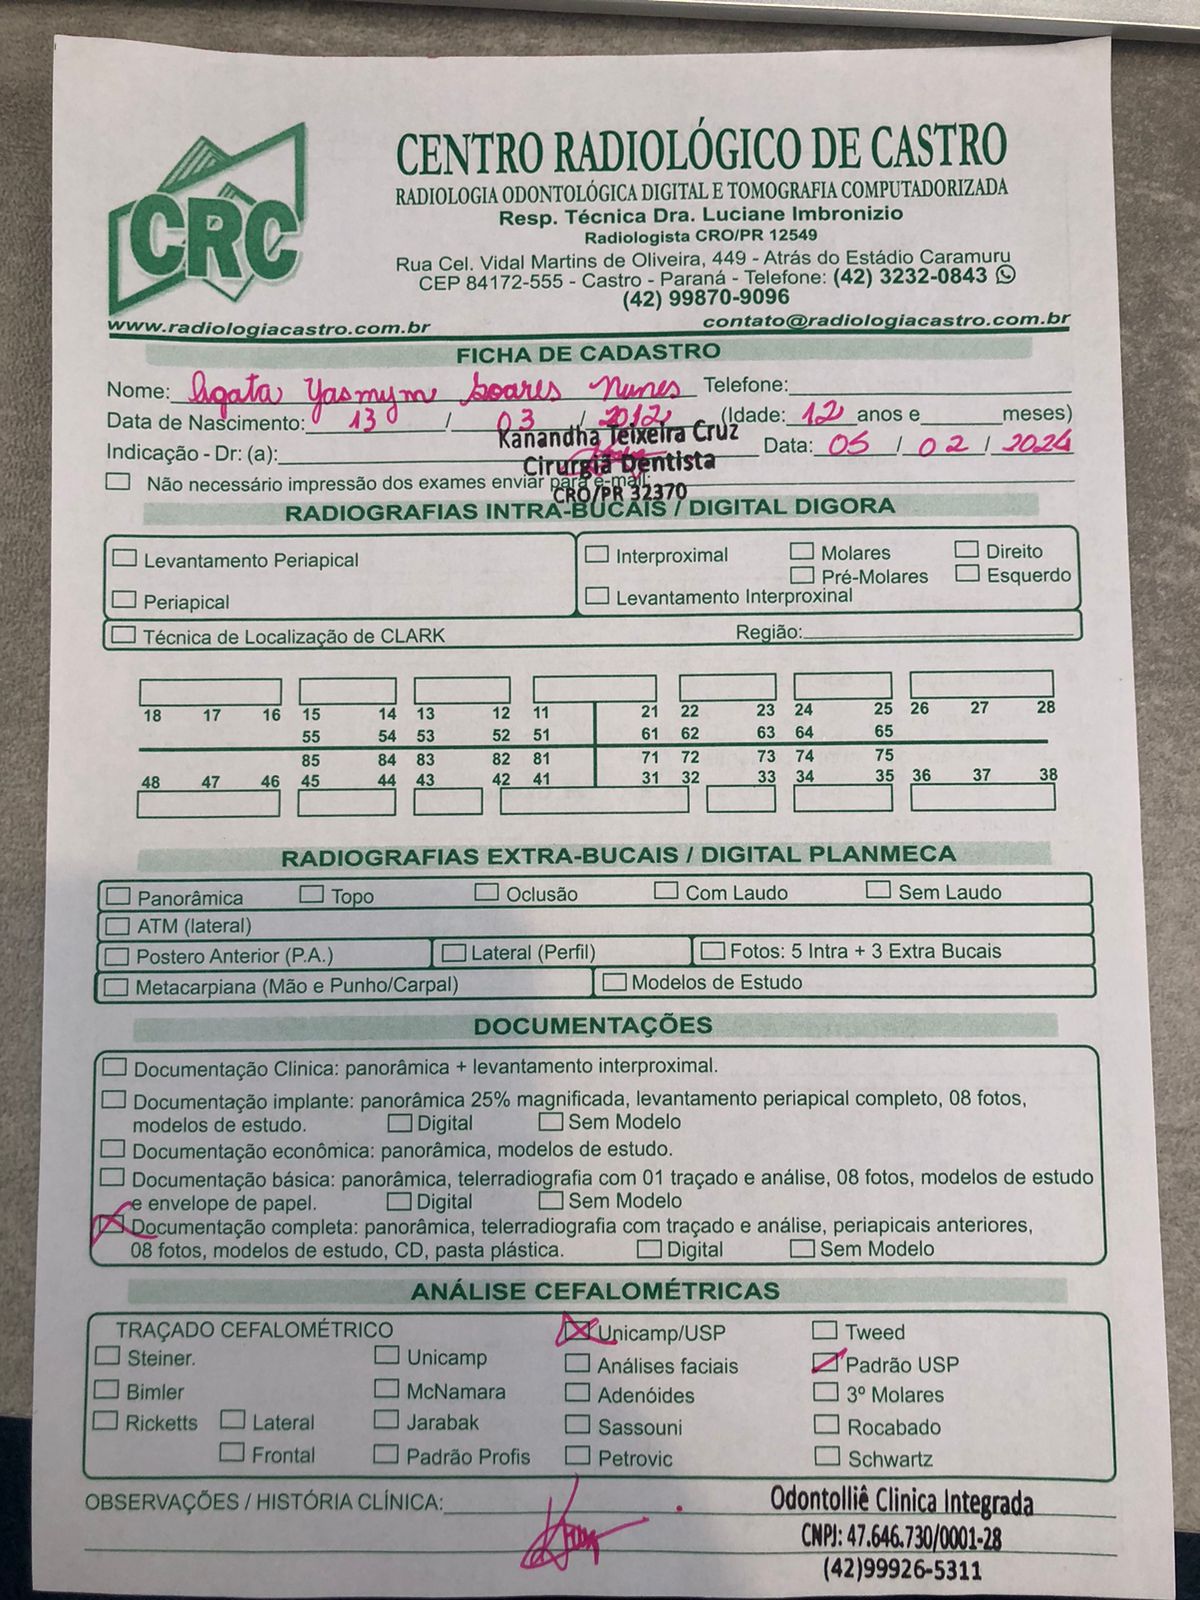 CRC
CENTRO RADIOLÓGICO DE CASTRO
RADIOLOGIA ODONTOLÓGICA DIGITAL E TOMOGRAFIA COMPUTADORIZADA
Resp. Técnica Dra. Luciane Imbronizio
Radiologista CRO/PR 12549
Rua Cel. Vidal Martins de Oliveira, 449 - Atrás do Estádio Caramuru
CEP 84172-555 - Castro - Paraná - Telefone: (42) 3232-0843
(42) 99870-9096
www.radiologiacastro.com.br contato@radiologiacastro.com.br
FICHA DE CADASTRO
Nome: Agata Yasmym Soares Nunes Telefone:
Data de Nascimento: 13 / 03 / 2012 (Idade: 12 anos e meses)
Kanandha Teixeira Cruz
Indicação - Dr: (a): Data: 05 / 02 / 2024
Cirurgiã Dentista
Não necessário impressão dos exames enviar para e-mail:
CRO/PR 32370
RADIOGRAFIAS INTRA-BUCAIS / DIGITAL DIGORA
Levantamento Periapical Interproximal Molares Direito
Pré-Molares Esquerdo
Periapical Levantamento Interproxinal
Técnica de Localização de CLARK Região:
18 17 16 15 14 13 12 11 21 22 23 24 25 26 27 28
55 54 53 52 51 61 62 63 64 65
85 84 83 82 81 71 72 73 74 75
48 47 46 45 44 43 42 41 31 32 33 34 35 36 37 38
RADIOGRAFIAS EXTRA-BUCAIS / DIGITAL PLANMECA
Panorâmica Topo Oclusão Com Laudo Sem Laudo
ATM (lateral)
Postero Anterior (P.A.) Lateral (Perfil) Fotos: 5 Intra + 3 Extra Bucais
Metacarpiana (Mão e Punho/Carpal) Modelos de Estudo
DOCUMENTAÇÕES
Documentação Clinica: panorâmica + levantamento interproximal.
Documentação implante: panorâmica 25% magnificada, levantamento periapical completo, 08 fotos,
modelos de estudo. Digital Sem Modelo
Documentação econômica: panorâmica, modelos de estudo.
Documentação básica: panorâmica, telerradiografia com 01 traçado e análise, 08 fotos, modelos de estudo
e envelope de papel. Digital Sem Modelo
Documentação completa: panorâmica, telerradiografia com traçado e análise, periapicais anteriores,
08 fotos, modelos de estudo, CD, pasta plástica. Digital Sem Modelo
ANÁLISE CEFALOMÉTRICAS
TRAÇADO CEFALOMÉTRICO Unicamp/USP Tweed
Steiner. Unicamp Análises faciais Padrão USP
Bimler McNamara Adenóides 3º Molares
Ricketts Lateral Jarabak Sassouni Rocabado
Frontal Padrão Profis Petrovic Schwartz
OBSERVAÇÕES / HISTÓRIA CLÍNICA:
Odontolliê Clinica Integrada
CNPJ: 47.646.730/0001-28
(42)99926-5311